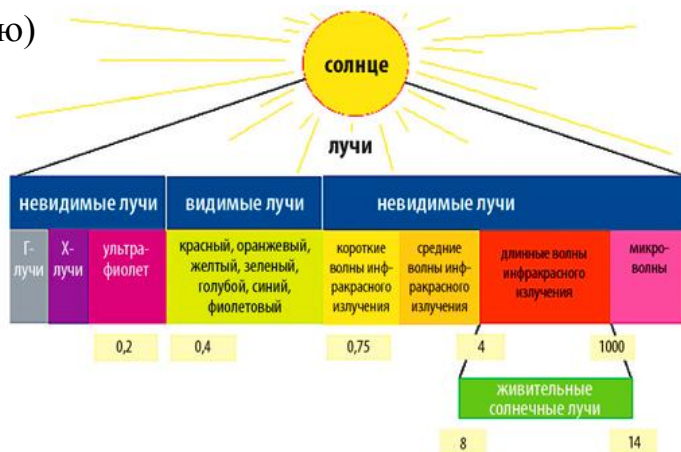 ю)
солнце
лучи
невидимые лучи
видимые лучи
невидимые лучи
Г-
лучи
Х-
лучи
ультра-
фиолет
красный, оранжевый,
желтый, зеленый,
голубой, синий,
фиолетовый
короткие
волны инф-
ракрасного
излучения
средние
волны инф-
ракрасного
излучения
длинные волны
инфракрасного
излучения
микро-
волны
0,2
0,4
0,75
4
1000
живительные
солнечные лучи
8
14